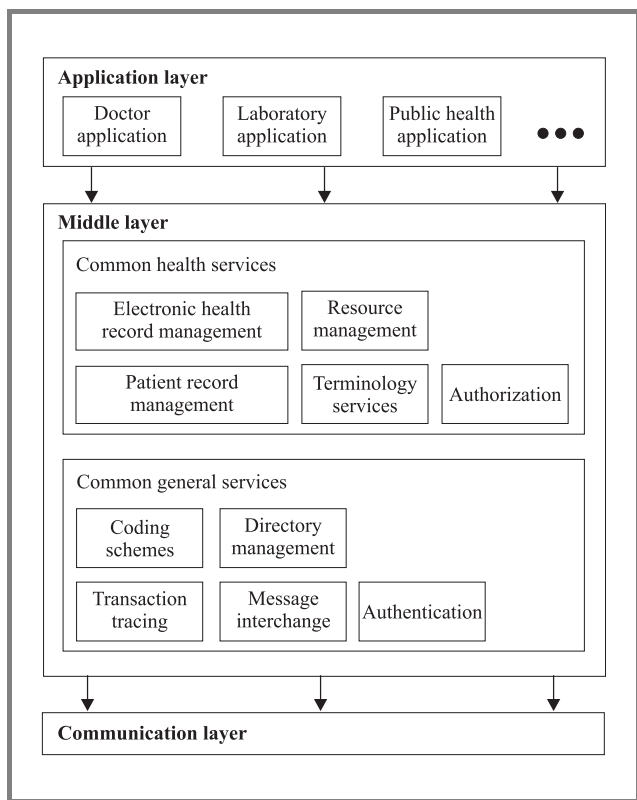 Application layer
Doctor
application
Laboratory
application
Public health
application
Middle layer
Common health services
Electronic health
record management
Resource
management
Patient record
management
Terminology
services
Authorization
Common general services
Coding
schemes
Directory
management
Transaction
tracing
Message
interchange
Authentication
Communication layer